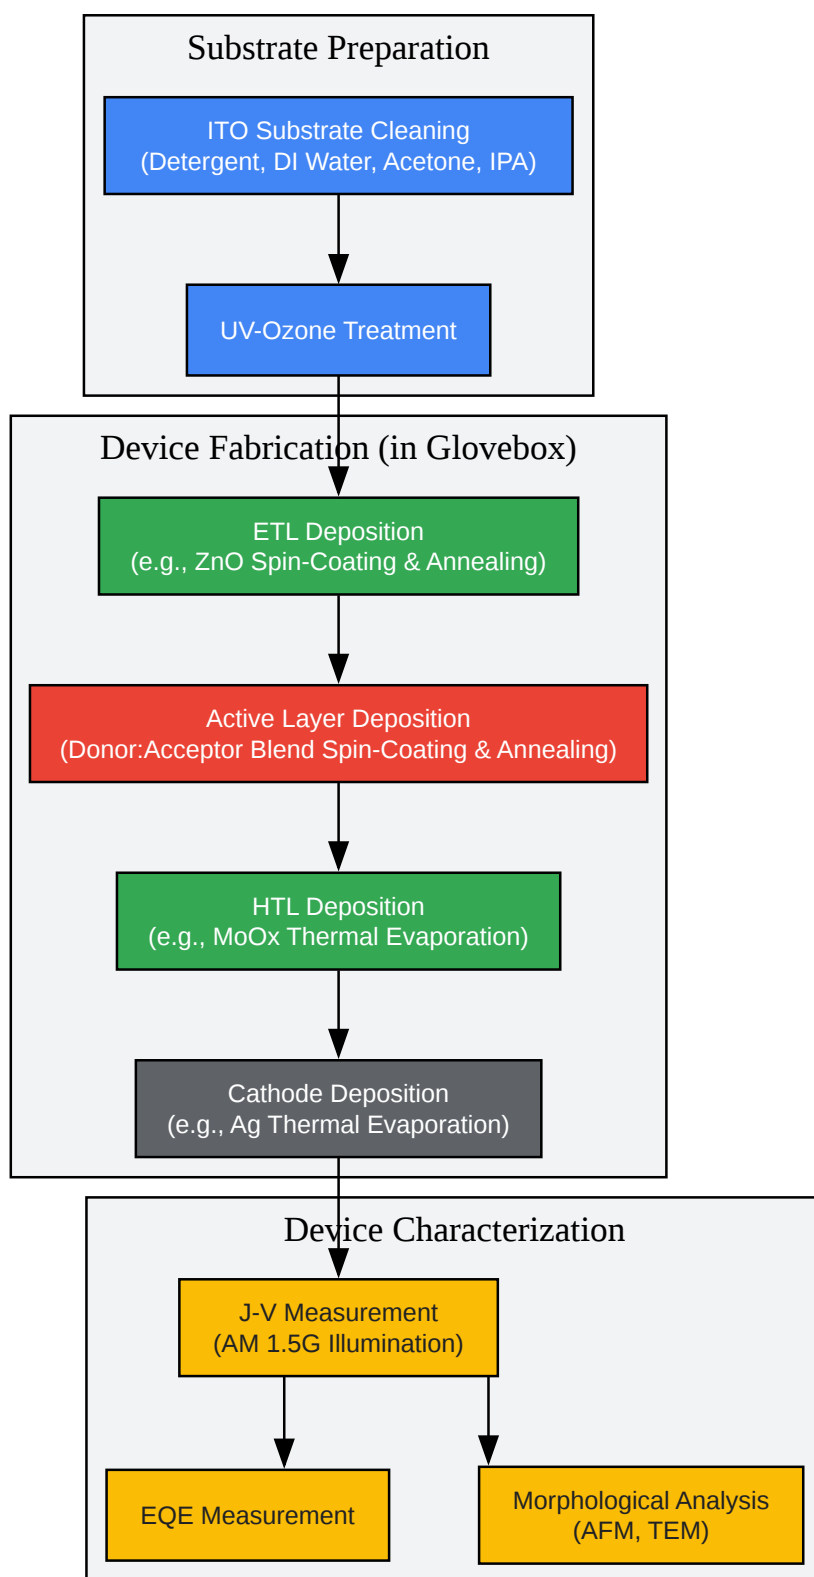 Substrate Preparation
ITO Substrate Cleaning
(Detergent, DI Water, Acetone, IPA)
UV-Ozone Treatment
Device Fabrication (in Glovebox)
ETL Deposition
(e.g., ZnO Spin-Coating & Annealing)
Active Layer Deposition
(Donor:Acceptor Blend Spin-Coating & Annealing)
HTL Deposition
(e.g., MoOx Thermal Evaporation)
Cathode Deposition
(e.g., Ag Thermal Evaporation)
Device Characterization
J-V Measurement
(AM 1.5G Illumination)
EQE Measurement
Morphological Analysis
(AFM, TEM)